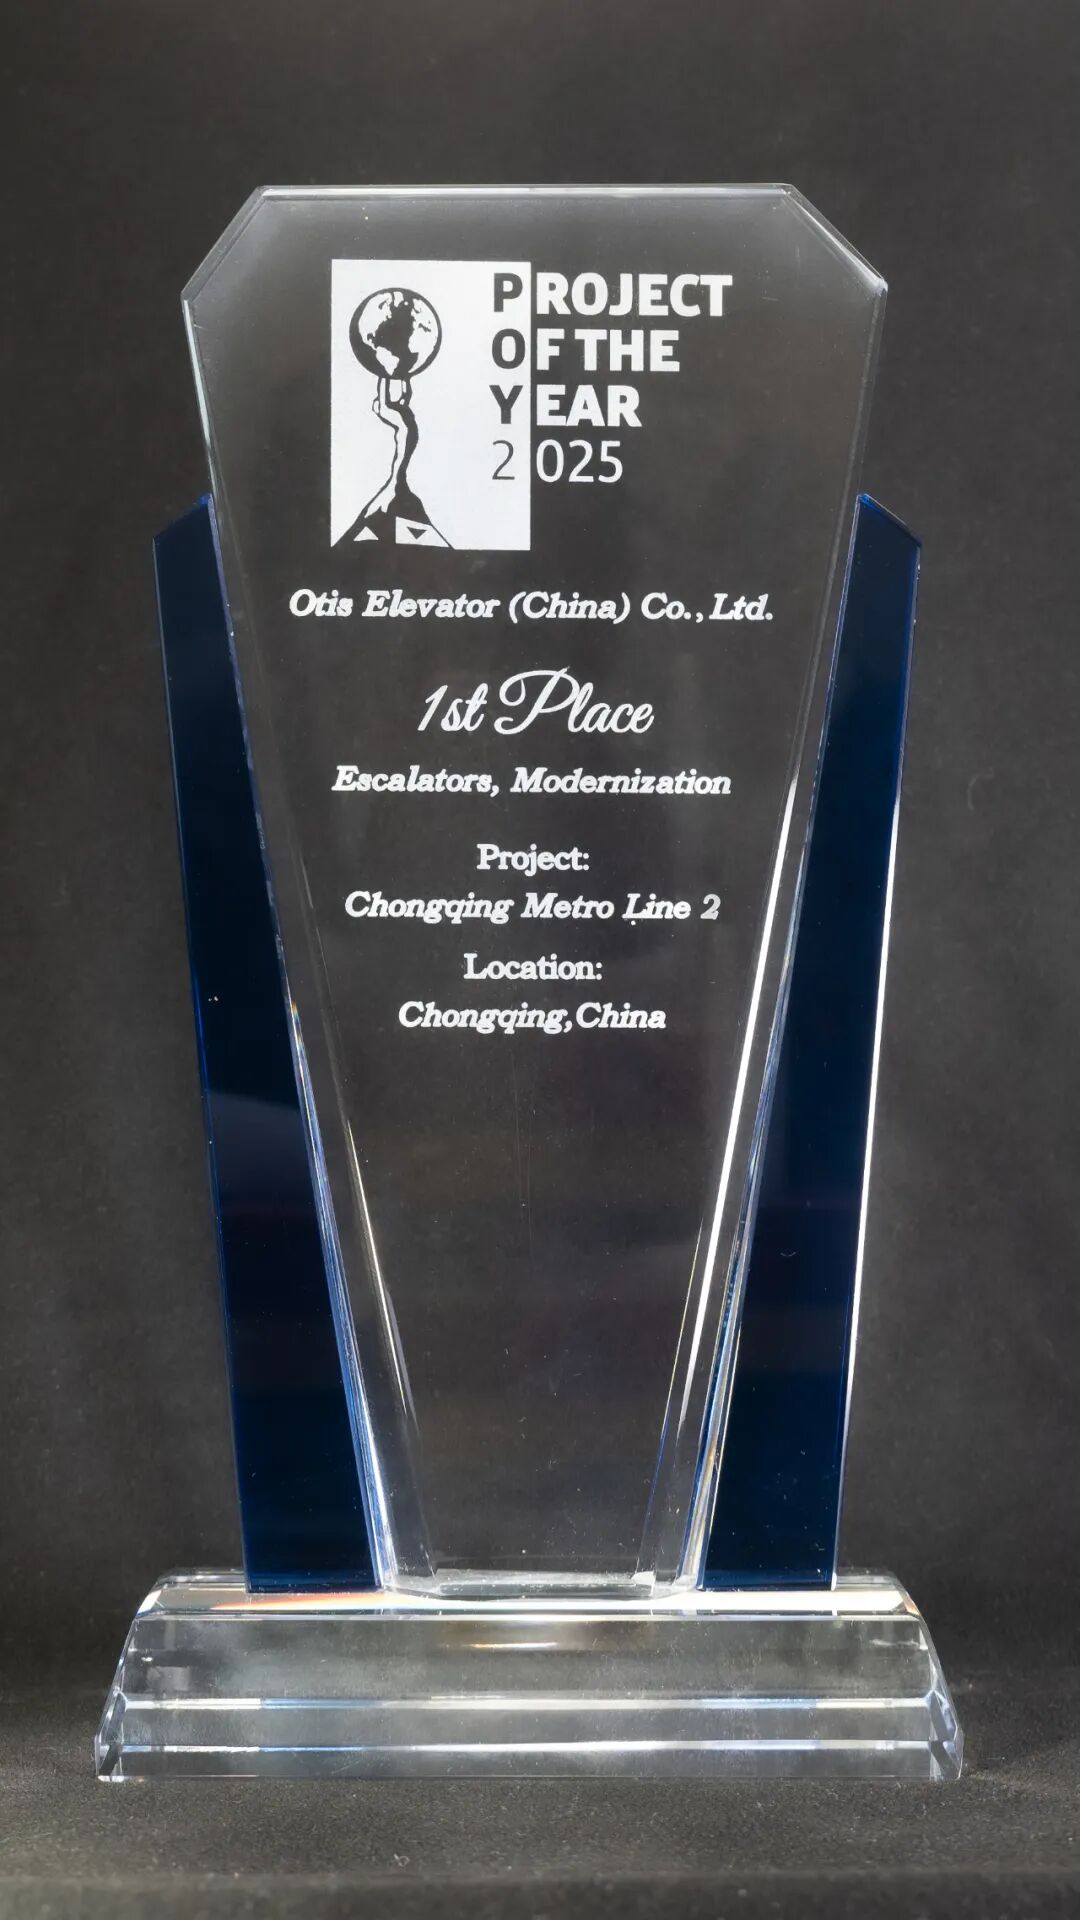 PROJECT
OF THE
YEAR
2025
Otis Elevator (China) Co., Ltd.
1st Place
Escalators, Modernization
Project:
Chongqing Metro Line 2
Location:
Chongqing,China